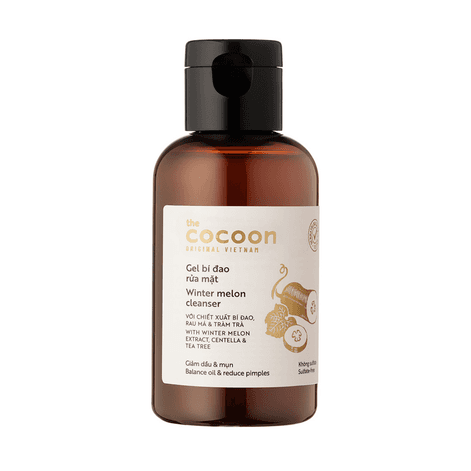 the
cocoon
ORIGINAL VIETNAM
Gel bí đao
rửa mặt
Winter melon
cleanser
VỚI CHIẾT XUẤT BÍ ĐAO,
RAU MÁ & TRÀM TRÀ
WITH WINTER MELON
EXTRACT, CENTELLA &
TEA TREE
Giảm dầu & mụn
Balance oil & reduce pimples
Không
Sulfate-free